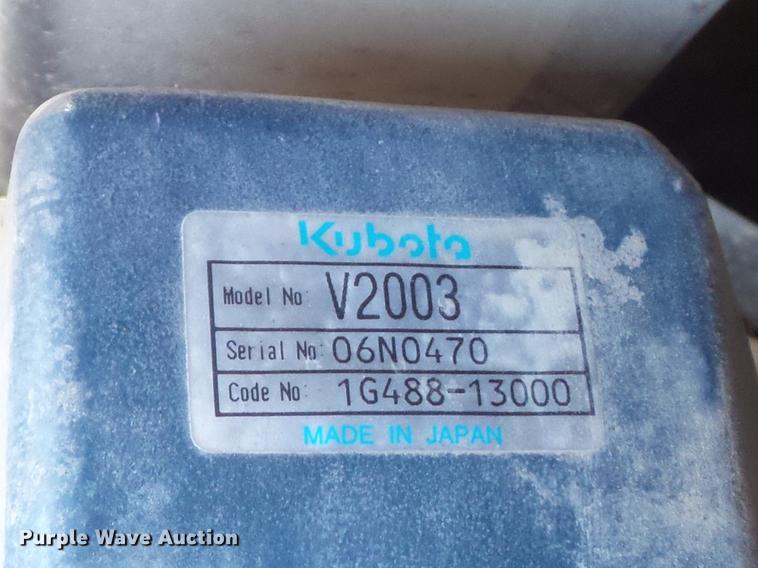 Kubota
Model No: V2003
Serial No: 06N0470
Code No: 1G488-13000
MADE IN JAPAN
Purple Wave Auction